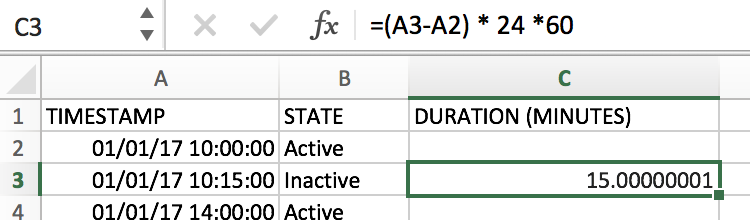 C3 fx =(A3-A2) * 24 *60
A B C
1 TIMESTAMP STATE DURATION (MINUTES)
2 01/01/17 10:00:00 Active
3 01/01/17 10:15:00 Inactive 15.00000001
4 01/01/17 14:00:00 Active